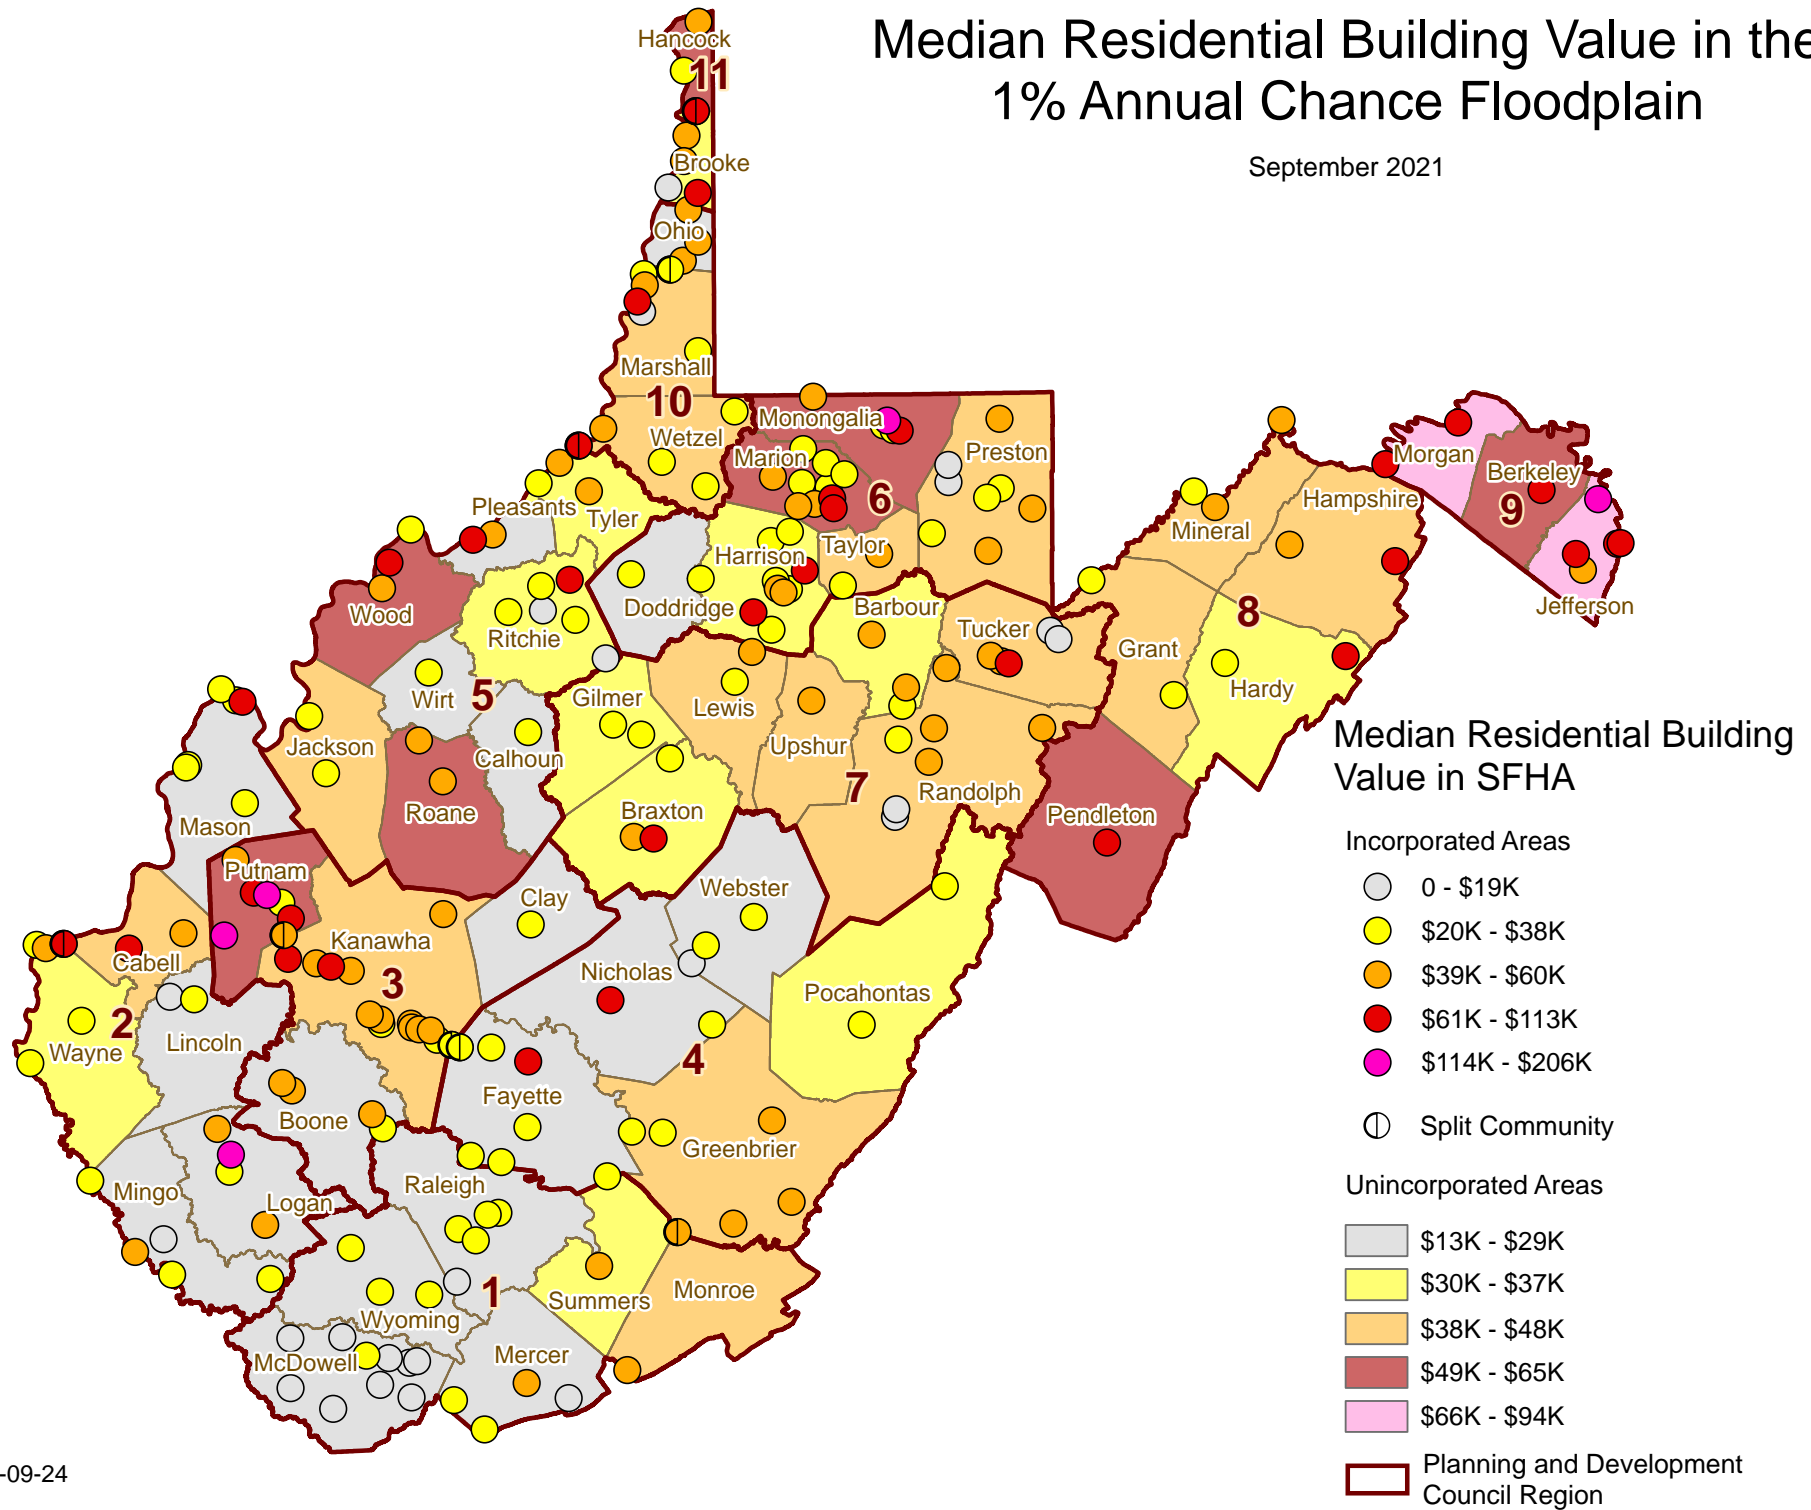 Median Residential Building Value in the
1% Annual Chance Floodplain
September 2021
Hancock
11
Brooke
Ohio
Marshall
10
Wetzel
Monongalia
Marion
Preston
6
Pleasants
Tyler
Taylor
Harrison
Doddridge
Wood
Ritchie
Barbour
Tucker
Morgan
Berkeley
9
Hampshire
Mineral
Jefferson
8
Grant
Hardy
Wirt
5
Gilmer
Lewis
Jackson
Calhoun
Upshur
7
Randolph
Roane
Mason
Braxton
Pendleton
Putnam
Clay
Webster
Kanawha
Cabell
3
Nicholas
Pocahontas
2
Wayne
Lincoln
4
Fayette
Boone
Greenbrier
Mingo
Logan
Raleigh
1
Summers
Monroe
Wyoming
McDowell
Mercer
Median Residential Building
Value in SFHA
Incorporated Areas
0 - $19K
$20K - $38K
$39K - $60K
$61K - $113K
$114K - $206K
Split Community
Unincorporated Areas
$13K - $29K
$30K - $37K
$38K - $48K
$49K - $65K
$66K - $94K
Planning and Development
Council Region
-09-24